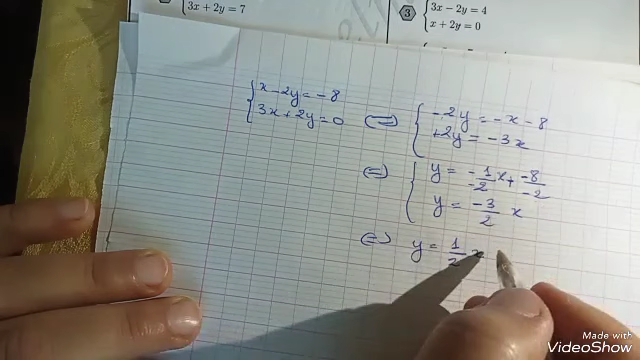 3x + 2y = 7
3 3x − 2y = 4
x + 2y = 0
x − 2y = −8
3x + 2y = 0
⇔ −2y = −x − 8
+2y = −3x
⇔ y = −1/−2 x + −8/−2
y = −3/2 x
⇔ y = 1/2 x
Made With
VideoShow